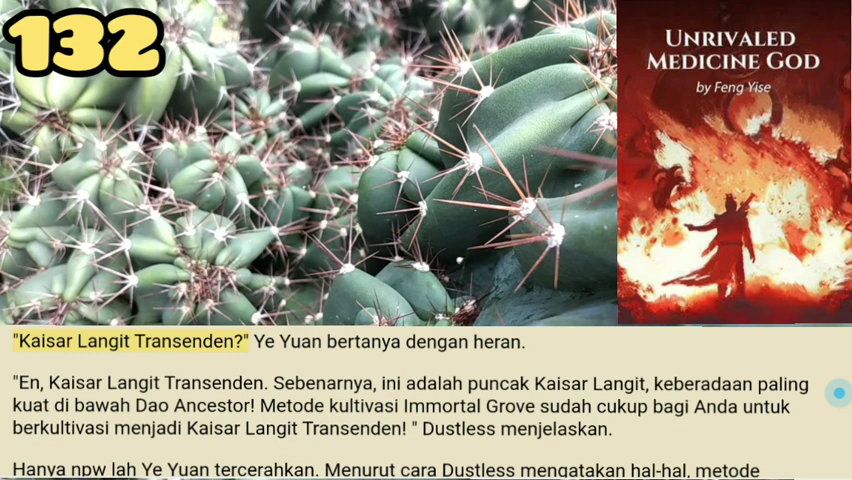 132
UNRIVALED
MEDICINE GOD
by Feng Yise
"Kaisar Langit Transenden?" Ye Yuan bertanya dengan heran.
"En, Kaisar Langit Transenden. Sebenarnya, ini adalah puncak Kaisar Langit, keberadaan paling
kuat di bawah Dao Ancestor! Metode kultivasi Immortal Grove sudah cukup bagi Anda untuk
berkultivasi menjadi Kaisar Langit Transenden! " Dustless menjelaskan.
Hanya npw lah Ye Yuan tercerahkan. Menurut cara Dustless mengatakan hal-hal, metode